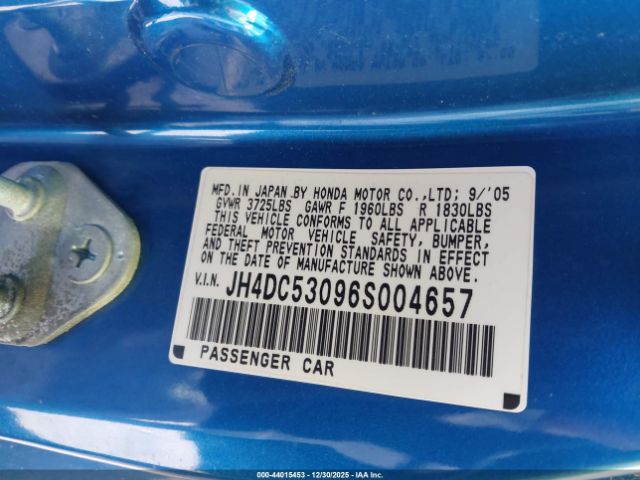 MFD. IN JAPAN BY HONDA MOTOR CO., LTD; 9/'05
GVWR 3725LBS GAWR F 1960LBS R 1830LBS
THIS VEHICLE CONFORMS TO ALL APPLICABLE
FEDERAL MOTOR VEHICLE SAFETY, BUMPER,
AND THEFT PREVENTION STANDARDS IN EFFECT
ON THE DATE OF MANUFACTURE SHOWN ABOVE.
V.I.N. JH4DC53096S004657
PASSENGER CAR
000-44015453 - 12/30/2025 - IAA Inc.